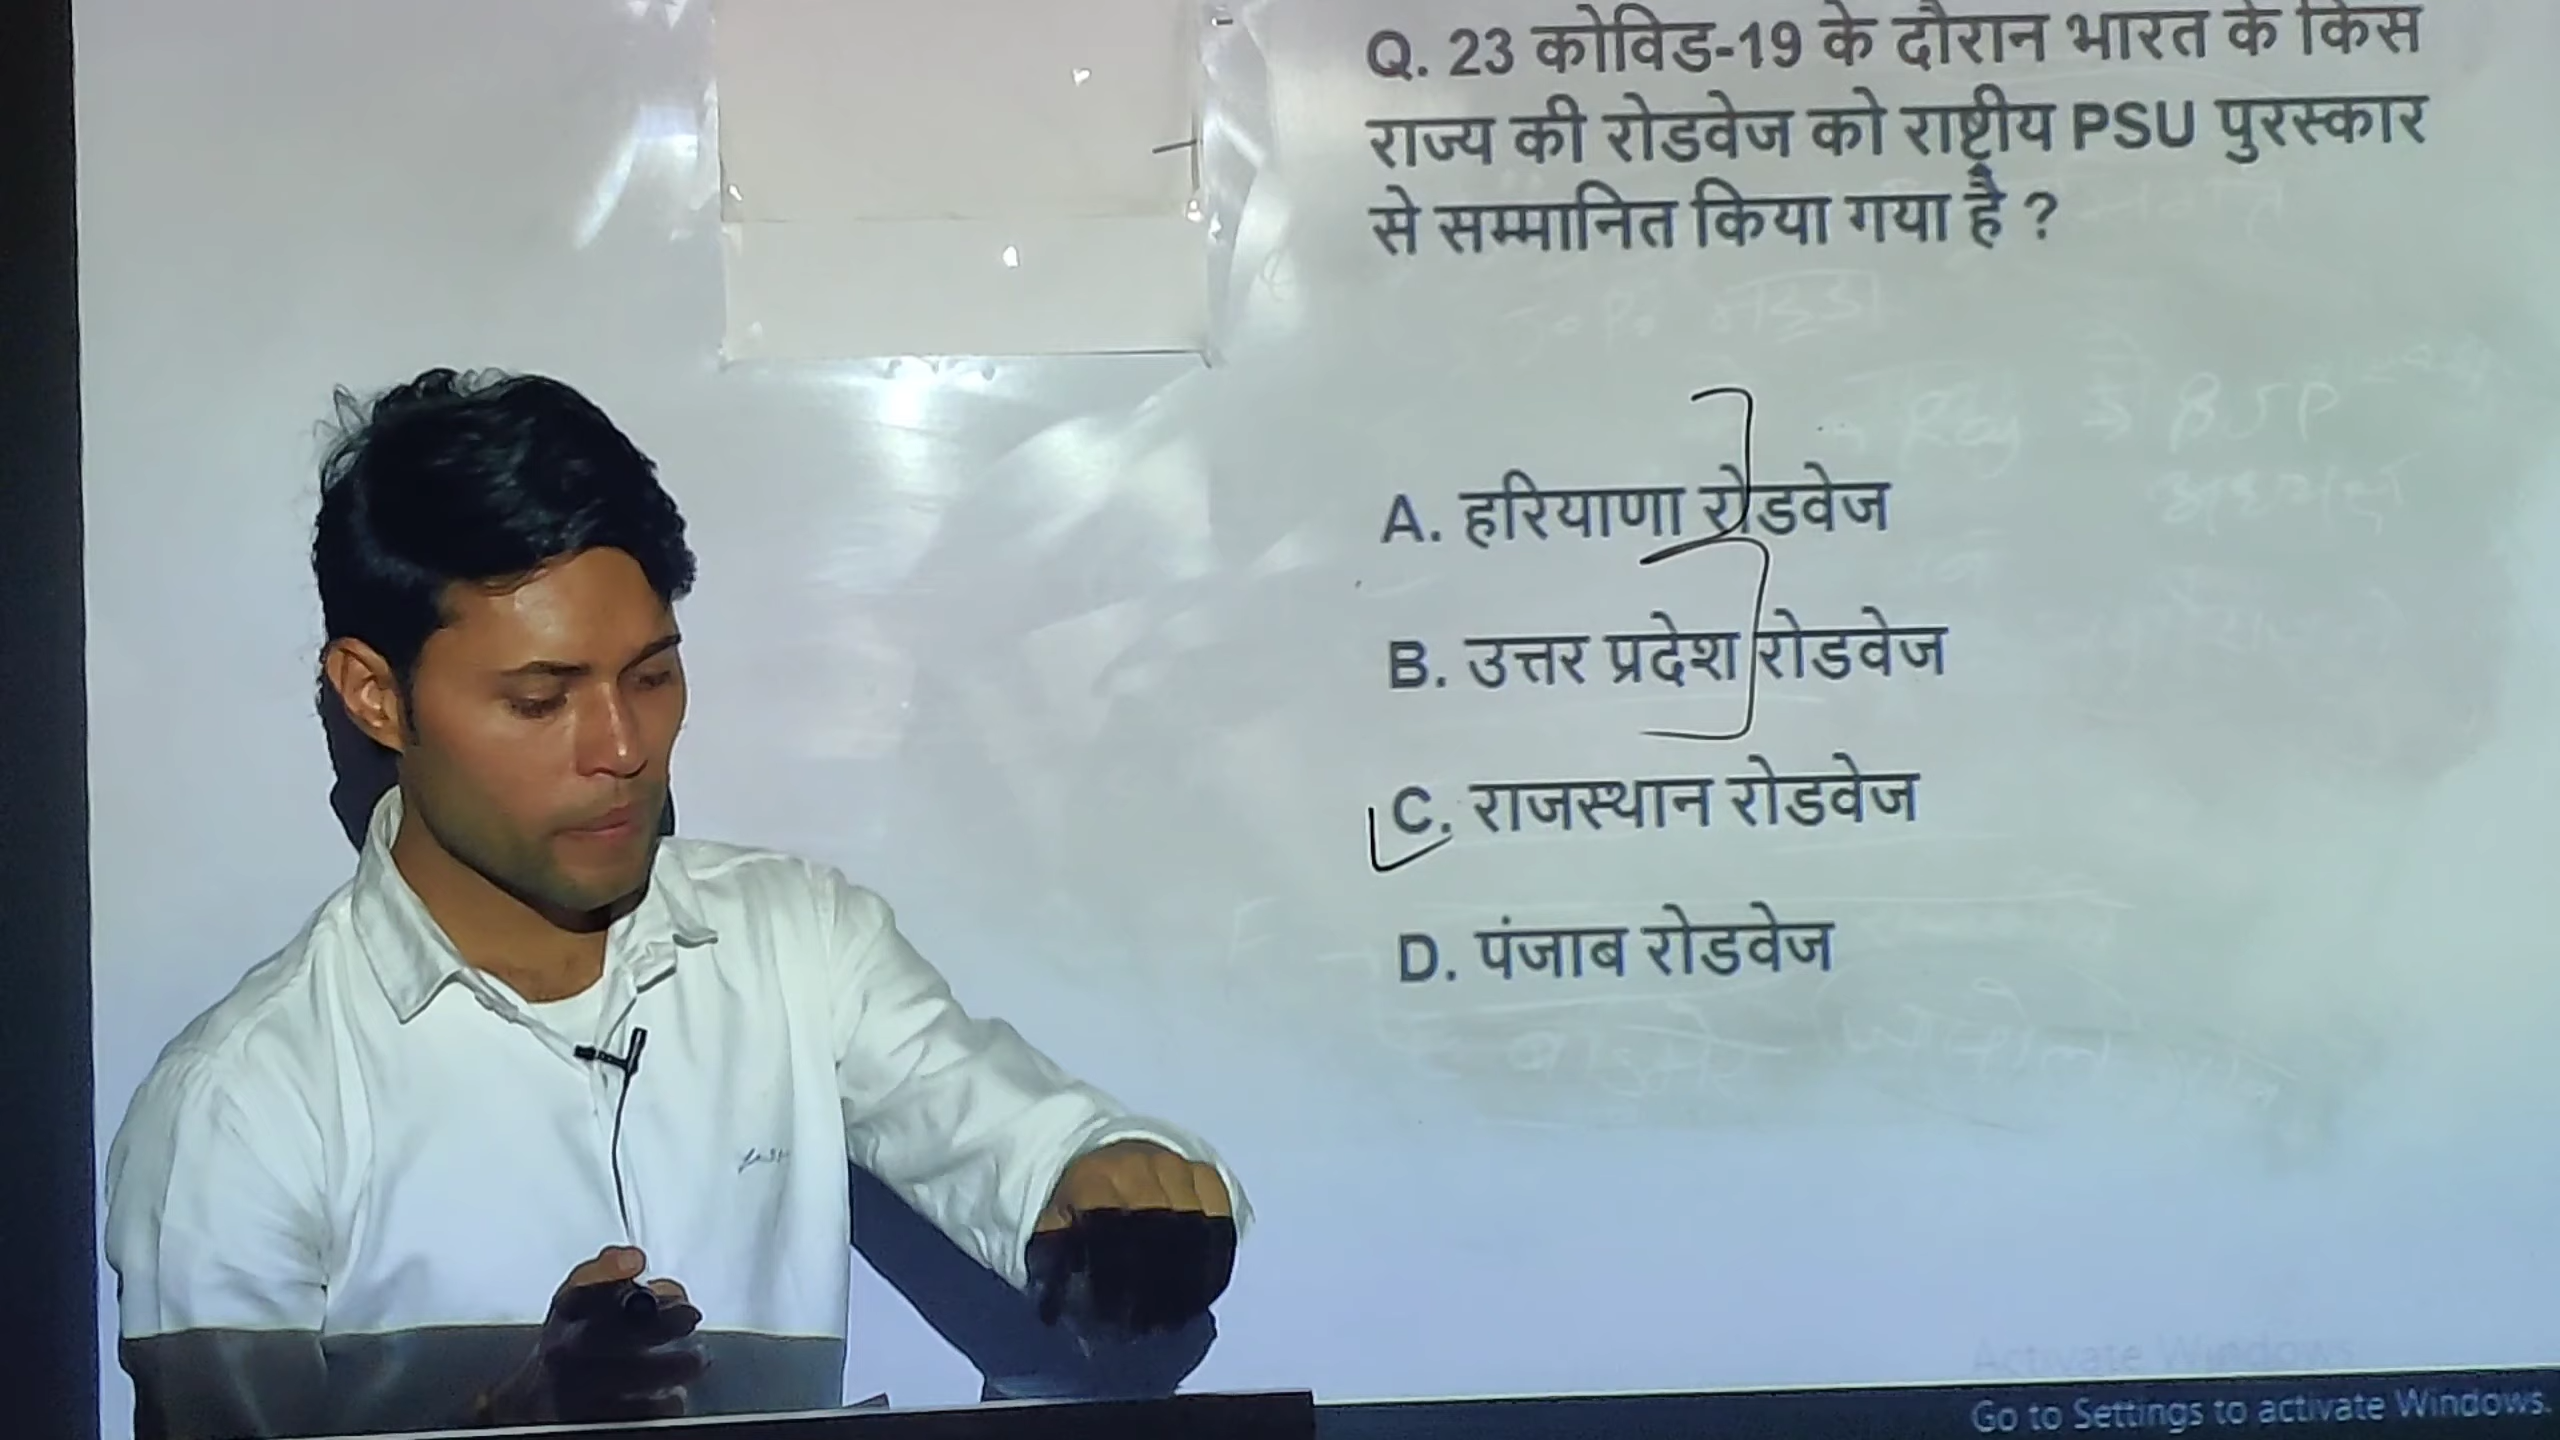 Q. 23 कोविड-19 के दौरान भारत के किस
राज्य की रोडवेज को राष्ट्रीय PSU पुरस्कार
से सम्मानित किया गया है ?
A. हरियाणा रोडवेज
B. उत्तर प्रदेश रोडवेज
C. राजस्थान रोडवेज
D. पंजाब रोडवेज
Activate Windows
Go to Settings to activate Windows.